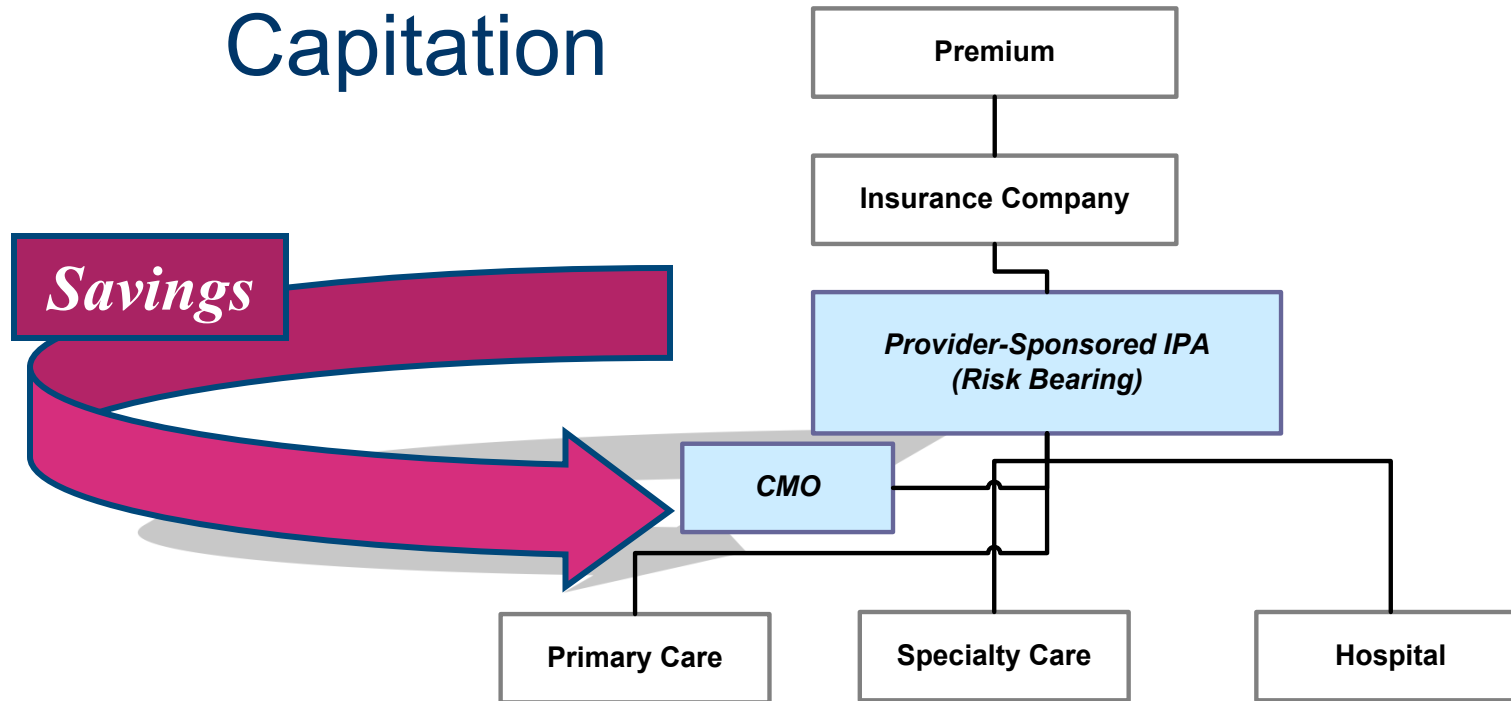 Capitation
Premium
Insurance Company
Savings
Provider-Sponsored IPA
(Risk Bearing)
CMO
Primary Care
Specialty Care
Hospital